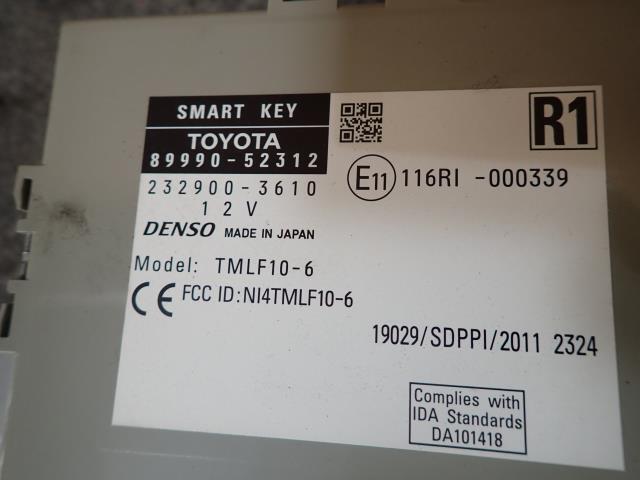 SMART KEY
TOYOTA
89990-52312
232900-3610
12V
DENSO MADE IN JAPAN
Model: TMLF10-6
CE FCC ID:NI4TMLF10-6
R1
E11 116RI -000339
19029/SDPPI/2011 2324
Complies with
IDA Standards
DA101418